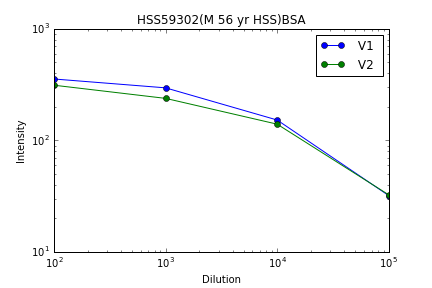 HSS59302(M 56 yr HSS)BSA
10³
V1
V2
10²
Intensity
10¹
10² 10³ 10⁴ 10⁵
Dilution